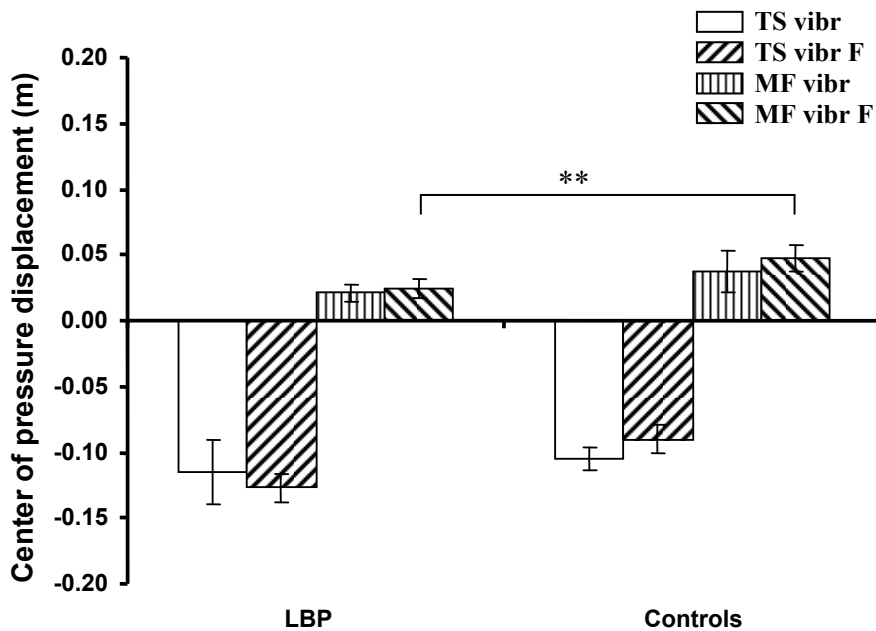 TS vibr
TS vibr F
MF vibr
MF vibr F
Center of pressure displacement (m)
0.20
0.15
0.10
0.05
0.00
-0.05
-0.10
-0.15
-0.20
**
LBP
Controls